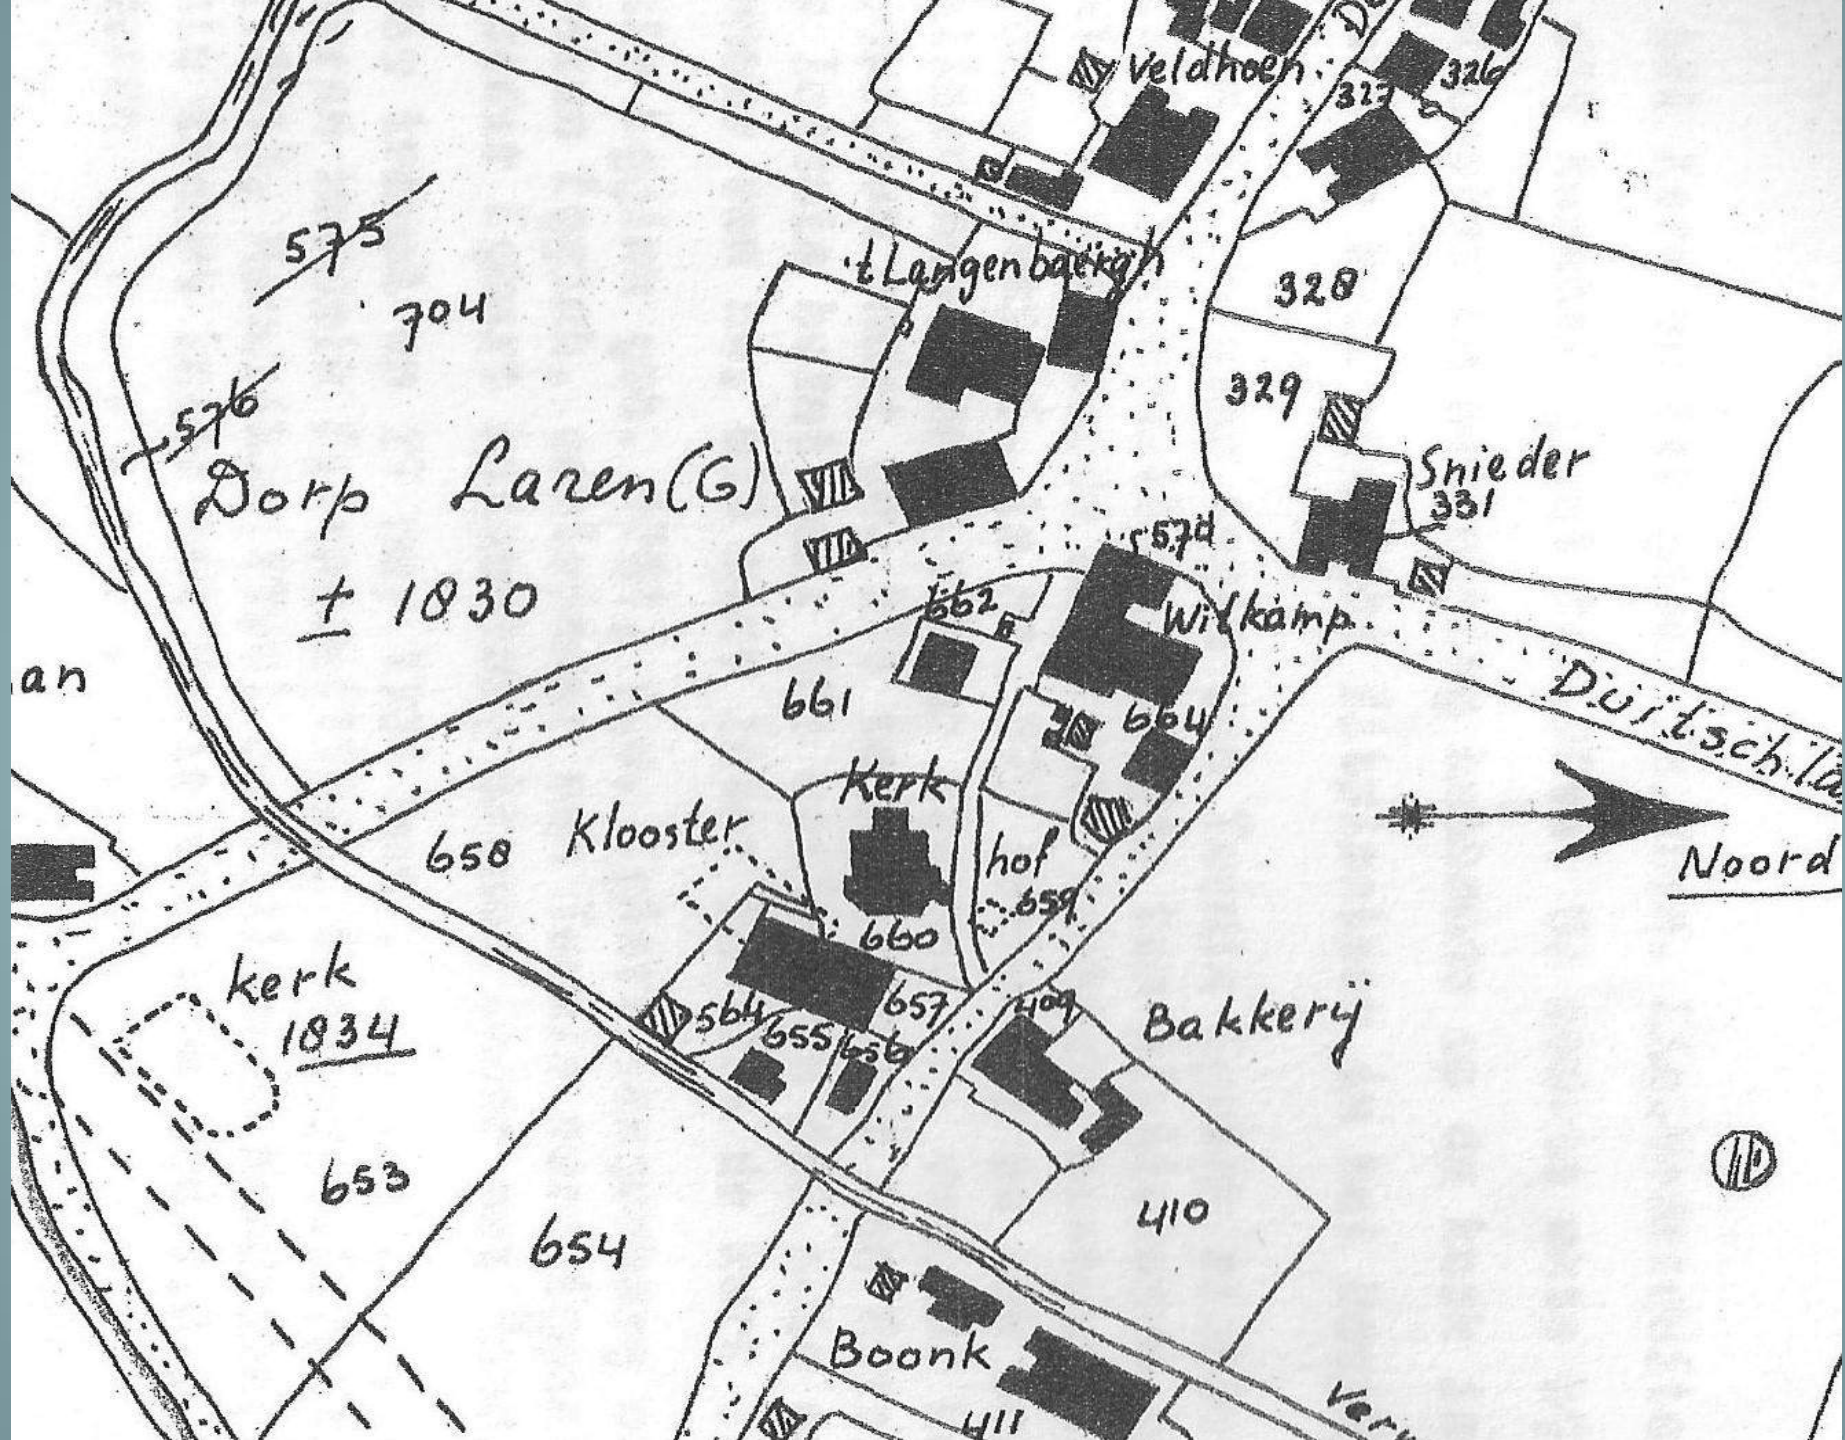 Veldhoen
326
327
't Langenbaergh
328
575
704
329
576
Snieder
331
Dorp Laren (G)
± 1830
574
662
Witkamp
an
661
664
Duitschla
Kerk
Noord
658
Klooster
hof
659
660
kerk
1834
657
409
564
655
656
Bakkerij
653
654
410
Boonk
411